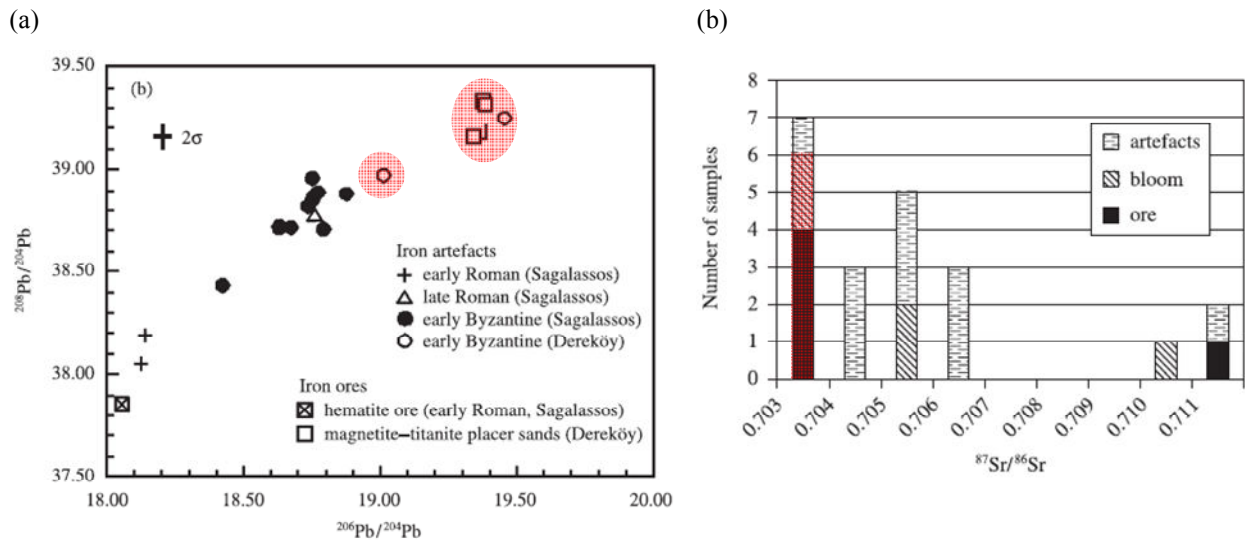 (a)
(b)
39.50
39.00
38.50
38.00
37.50
²⁰⁸Pb/²⁰⁴Pb
(b)
2σ
Iron artefacts
early Roman (Sagalassos)
late Roman (Sagalassos)
early Byzantine (Sagalassos)
early Byzantine (Dereköy)
Iron ores
hematite ore (early Roman, Sagalassos)
magnetite–titanite placer sands (Dereköy)
18.00 18.50 19.00 19.50 20.00
²⁰⁶Pb/²⁰⁴Pb
8
7
6
5
4
3
2
1
0
Number of samples
artefacts
bloom
ore
0.703 0.704 0.705 0.706 0.707 0.708 0.709 0.710 0.711
⁸⁷Sr/⁸⁶Sr